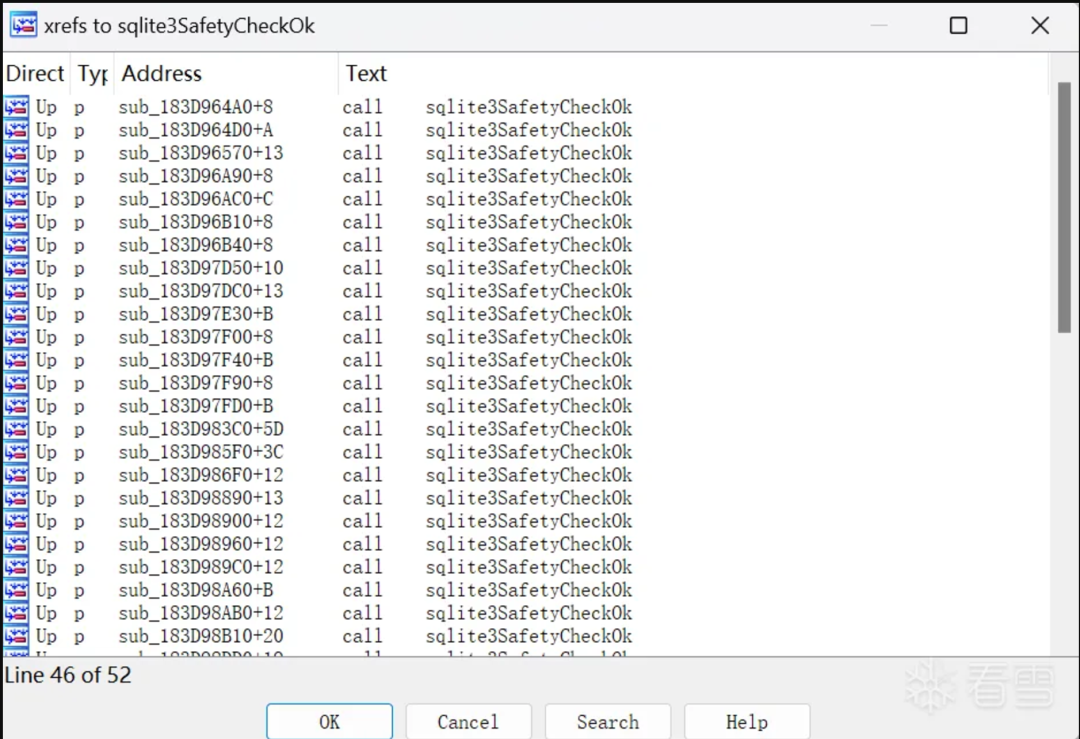 xrefs to sqlite3SafetyCheckOk
Direct Typ Address Text
Up p sub_183D964A0+8 call sqlite3SafetyCheckOk
Up p sub_183D964D0+A call sqlite3SafetyCheckOk
Up p sub_183D96570+13 call sqlite3SafetyCheckOk
Up p sub_183D96A90+8 call sqlite3SafetyCheckOk
Up p sub_183D96AC0+C call sqlite3SafetyCheckOk
Up p sub_183D96B10+8 call sqlite3SafetyCheckOk
Up p sub_183D96B40+8 call sqlite3SafetyCheckOk
Up p sub_183D97D50+10 call sqlite3SafetyCheckOk
Up p sub_183D97DC0+13 call sqlite3SafetyCheckOk
Up p sub_183D97E30+B call sqlite3SafetyCheckOk
Up p sub_183D97F00+8 call sqlite3SafetyCheckOk
Up p sub_183D97F40+B call sqlite3SafetyCheckOk
Up p sub_183D97F90+8 call sqlite3SafetyCheckOk
Up p sub_183D97FD0+B call sqlite3SafetyCheckOk
Up p sub_183D983C0+5D call sqlite3SafetyCheckOk
Up p sub_183D985F0+3C call sqlite3SafetyCheckOk
Up p sub_183D986F0+12 call sqlite3SafetyCheckOk
Up p sub_183D98890+13 call sqlite3SafetyCheckOk
Up p sub_183D98900+12 call sqlite3SafetyCheckOk
Up p sub_183D98960+12 call sqlite3SafetyCheckOk
Up p sub_183D989C0+12 call sqlite3SafetyCheckOk
Up p sub_183D98A60+B call sqlite3SafetyCheckOk
Up p sub_183D98AB0+12 call sqlite3SafetyCheckOk
Up p sub_183D98B10+20 call sqlite3SafetyCheckOk
Line 46 of 52
看雪
OK Cancel Search Help